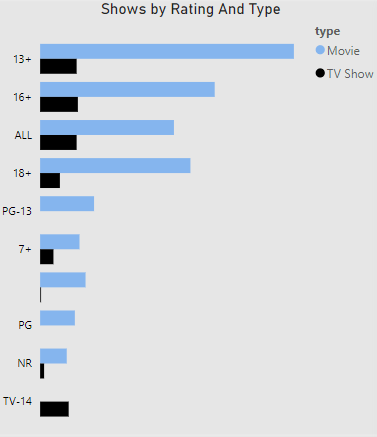 Shows by Rating And Type
type
Movie
TV Show
13+
16+
ALL
18+
PG-13
7+
PG
NR
TV-14